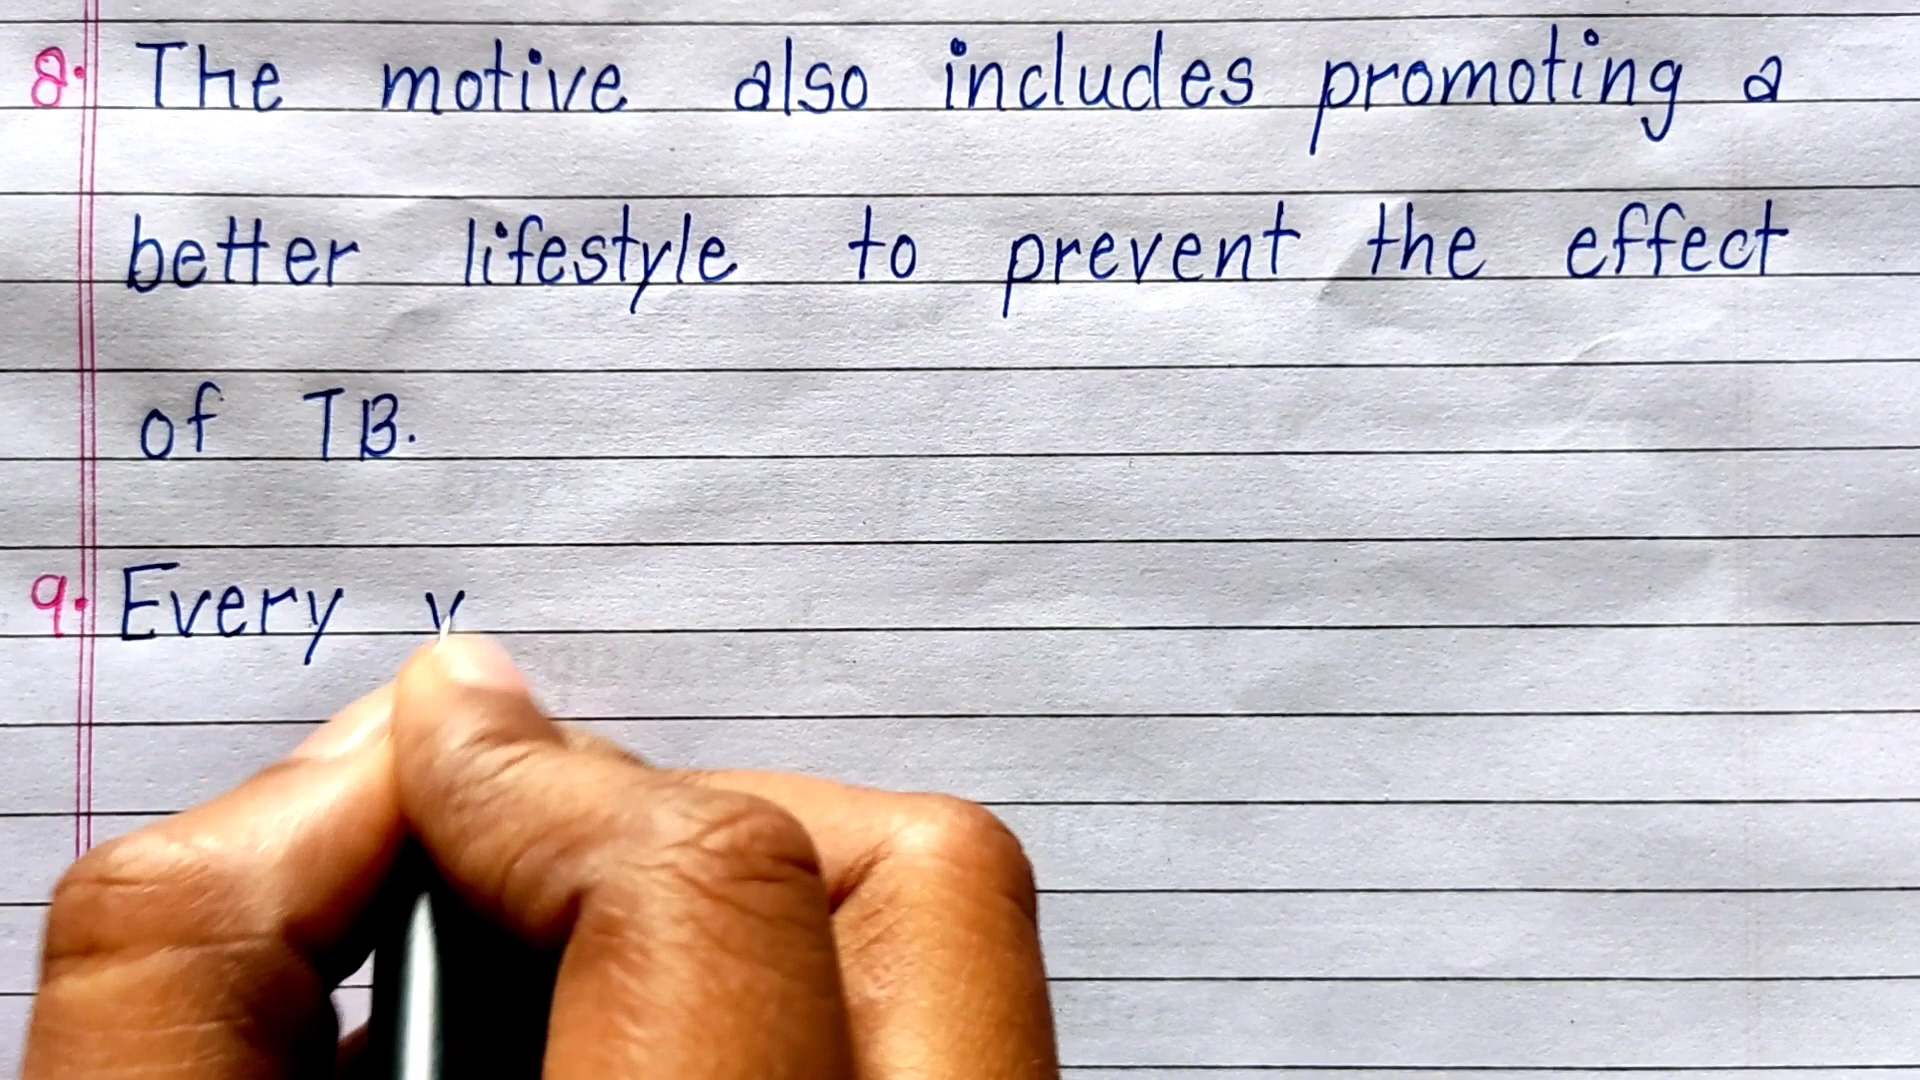 8. The motive also includes promoting a
better lifestyle to prevent the effect
of TB.
9. Every